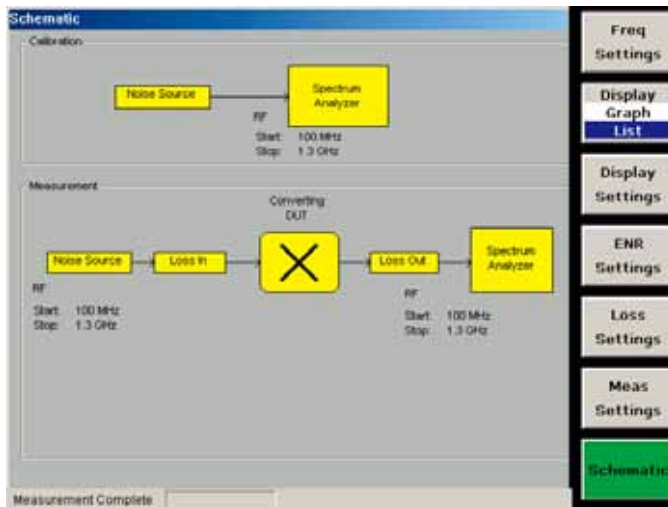 Schematic
Calibration
Noise Source
Spectrum
Analyzer
RF
Start: 100 MHz
Stop: 1.3 GHz
Measurement
Converting
DUT
Noise Source
Loss In
Loss Out
Spectrum
Analyzer
RF
Start: 100 MHz
Stop: 1.3 GHz
RF
Start: 100 MHz
Stop: 1.3 GHz
Measurement Complete
Freq
Settings
Display
Graph
List
Display
Settings
ENR
Settings
Loss
Settings
Meas
Settings
Schematic